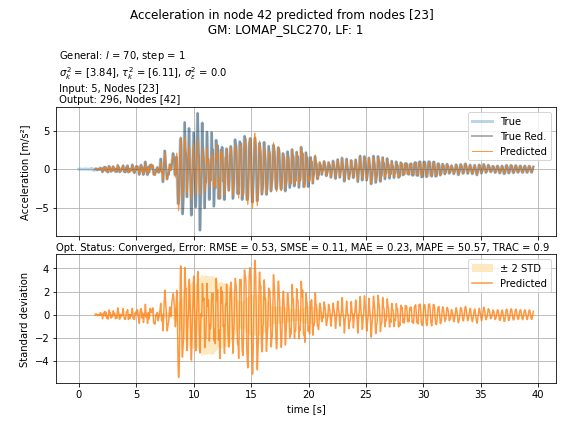 Acceleration in node 42 predicted from nodes [23]
GM: LOMAP_SLC270, LF: 1
General: l = 70, step = 1
σ²ₖ = [3.84], τ²ₖ = [6.11], σ²ₑ = 0.0
Input: 5, Nodes [23]
Output: 296, Nodes [42]
Acceleration [m/s²]
5
0
−5
True
True Red.
Predicted
Opt. Status: Converged, Error: RMSE = 0.53, SMSE = 0.11, MAE = 0.23, MAPE = 50.57, TRAC = 0.9
Standard deviation
4
2
0
−2
−4
± 2 STD
Predicted
0 5 10 15 20 25 30 35 40
time [s]